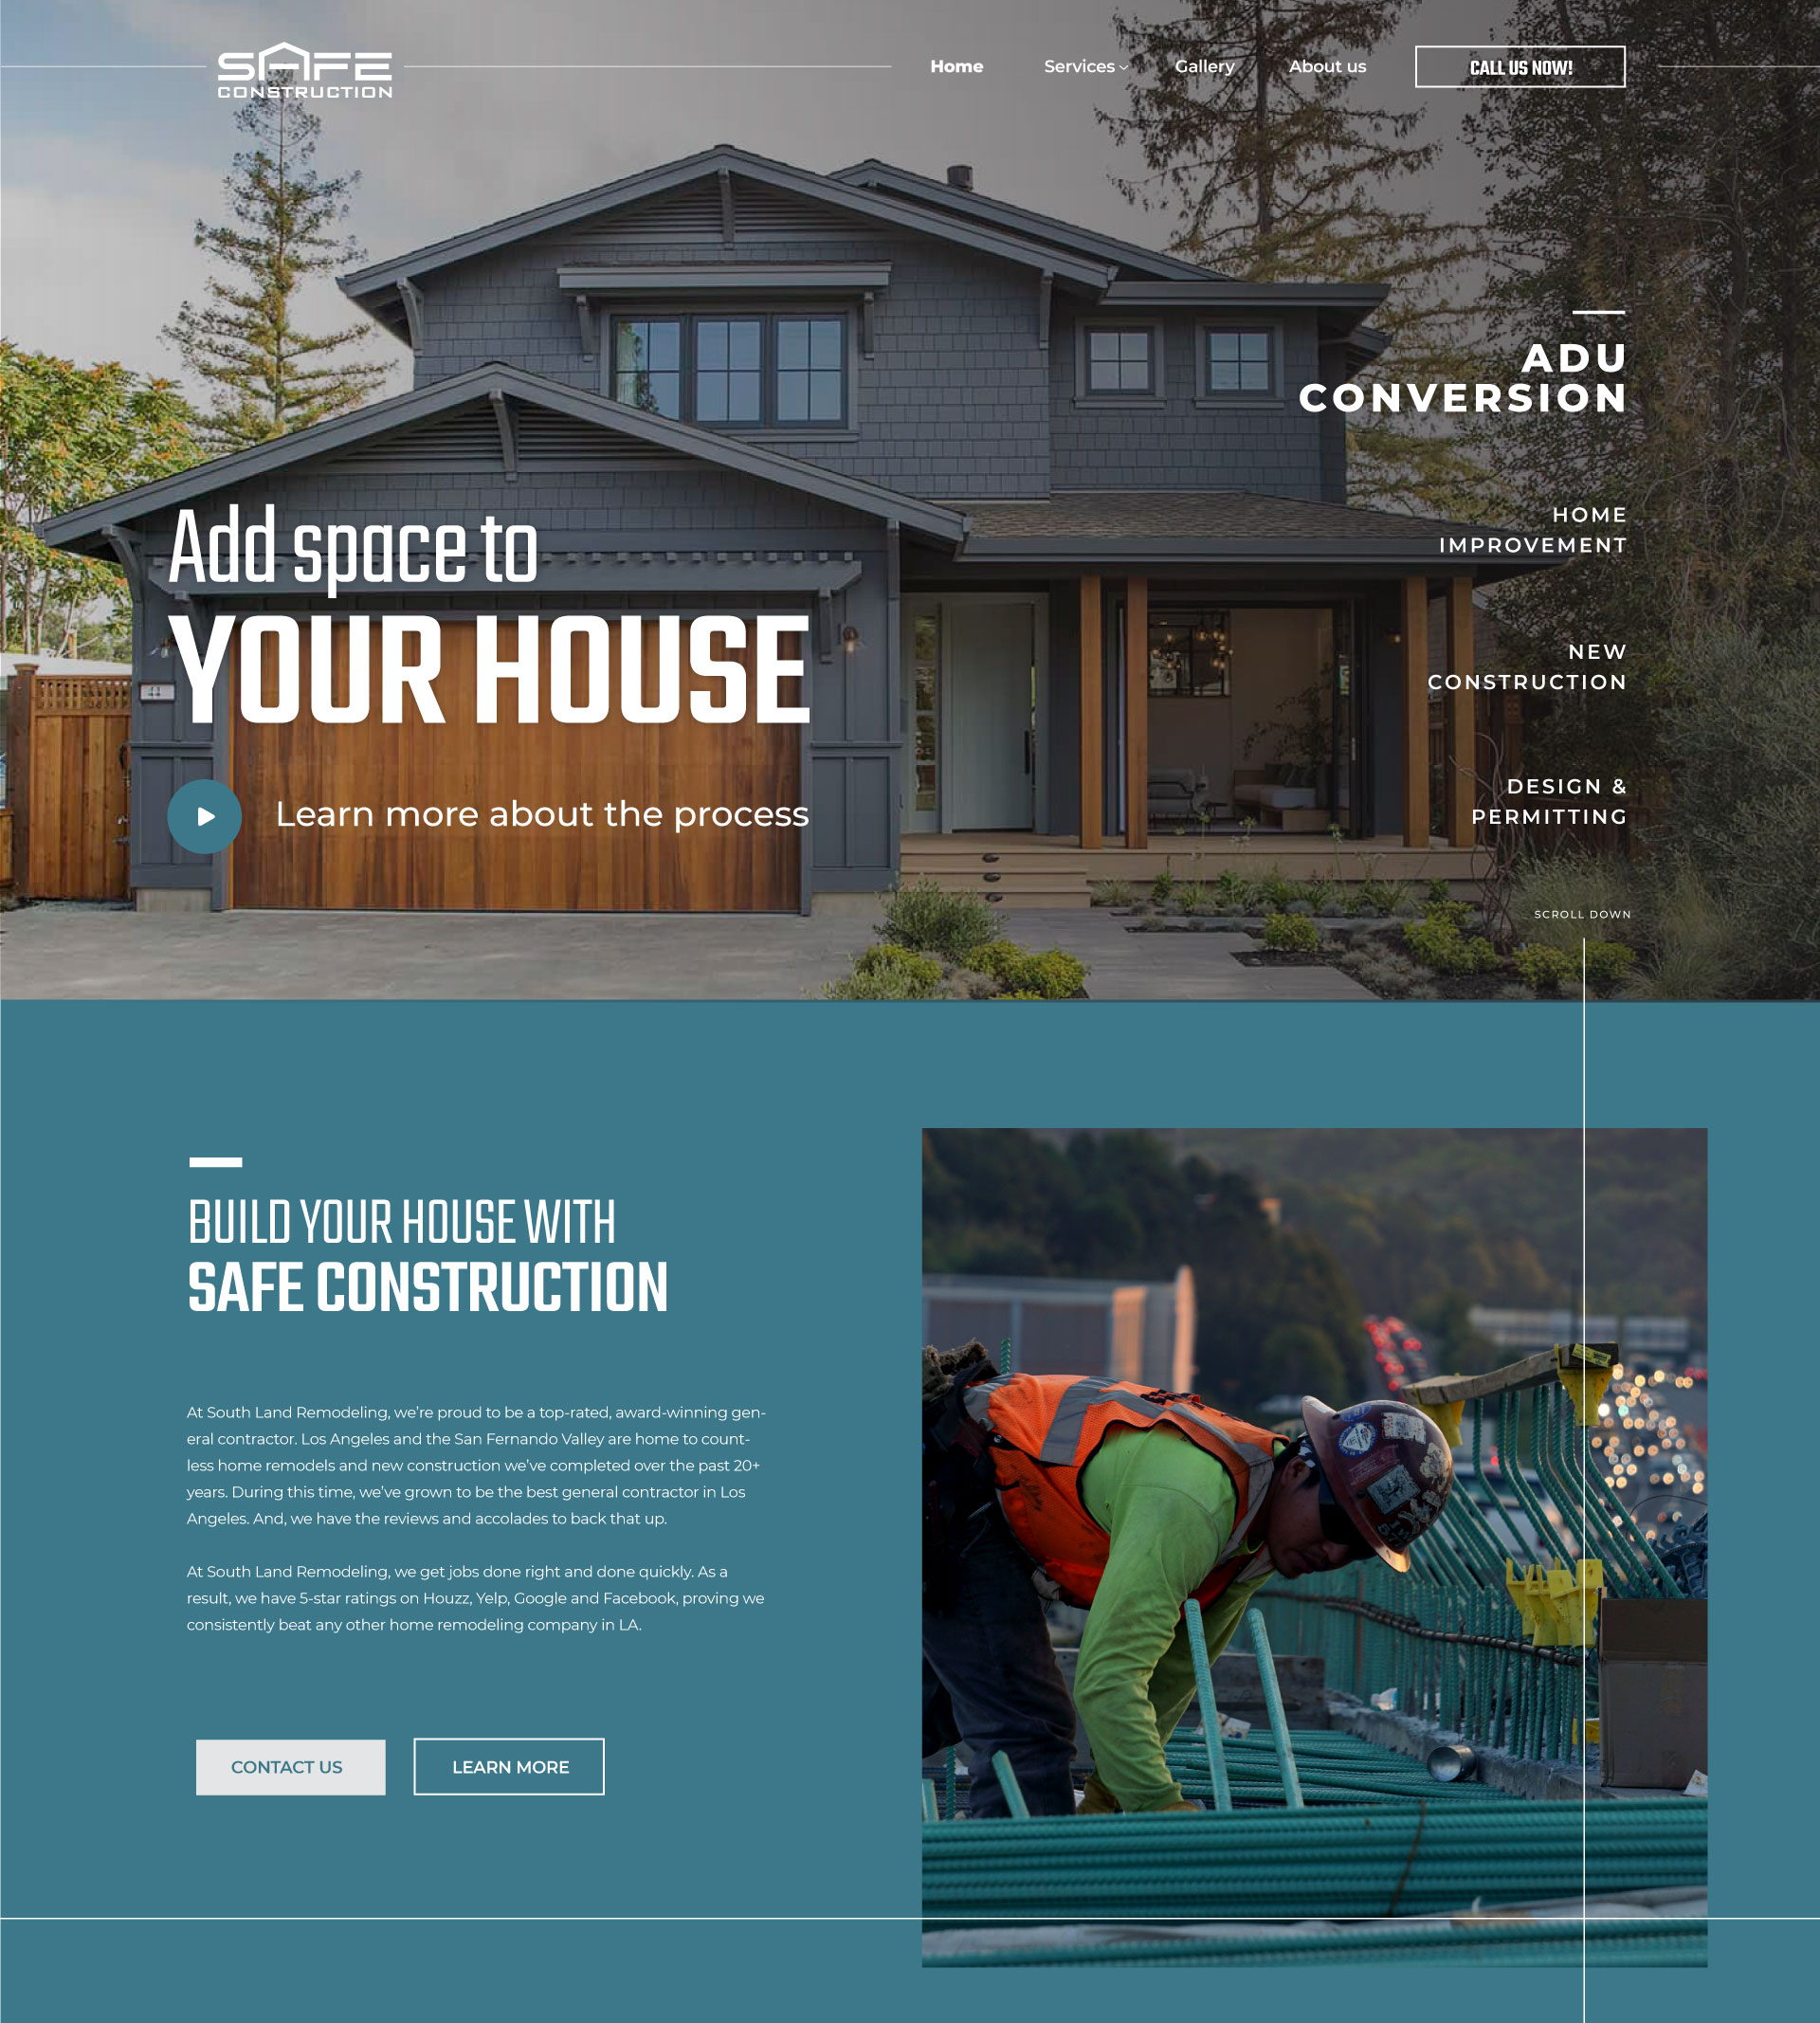 SAFE
CONSTRUCTION
Home Services Gallery About us CALL US NOW!
ADU
CONVERSION
HOME
IMPROVEMENT
NEW
CONSTRUCTION
DESIGN &
PERMITTING
Add space to
YOUR HOUSE
Learn more about the process
SCROLL DOWN
BUILD YOUR HOUSE WITH
SAFE CONSTRUCTION
At South Land Remodeling, we're proud to be a top-rated, award-winning gen-
eral contractor. Los Angeles and the San Fernando Valley are home to count-
less home remodels and new construction we've completed over the past 20+
years. During this time, we've grown to be the best general contractor in Los
Angeles. And, we have the reviews and accolades to back that up.
At South Land Remodeling, we get jobs done right and done quickly. As a
result, we have 5-star ratings on Houzz, Yelp, Google and Facebook, proving we
consistently beat any other home remodeling company in LA.
CONTACT US LEARN MORE